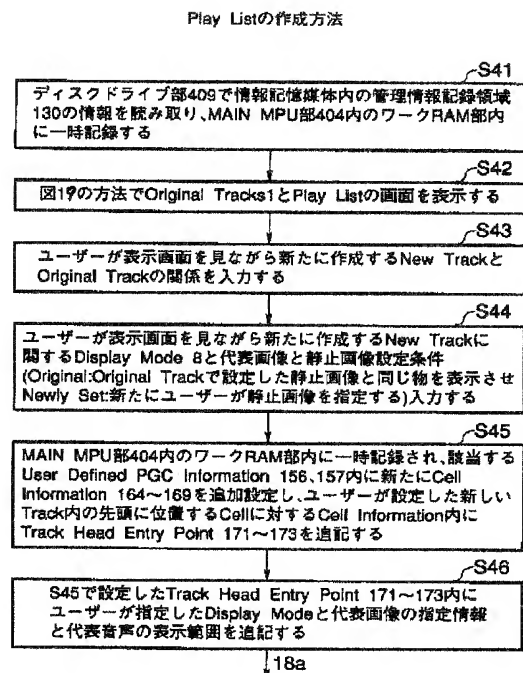 Play Listの作成方法
S41
ディスクドライブ部409で情報記憶媒体内の管理情報記録領域
130の情報を読み取り、MAIN MPU部404内のワークRAM部内
に一時記録する
S42
図19の方法でOriginal Tracks1とPlay Listの画面を表示する
S43
ユーザーが表示画面を見ながら新たに作成するNew Trackと
Original Trackの関係を入力する
S44
ユーザーが表示画面を見ながら新たに作成するNew Trackに
関するDisplay Mode 8と代表画像と静止画像設定条件
(Original:Original Trackで設定した静止画像と同じ物を表示させ
Newly Set:新たにユーザーが静止画像を指定する)入力する
S45
MAIN MPU部404内のワークRAM部内に一時記録され、該当する
User Defined PGC Information 156、157内に新たにCell
Information 164~169を追加設定し、ユーザーが設定した新しい
Track内の先頭に位置するCellに対するCell Information内に
Track Head Entry Point 171~173を追記する
S46
S45で設定したTrack Head Entry Point 171~173内に
ユーザーが指定したDisplay Modeと代表画像の指定情報
と代表音声の表示範囲を追記する
18a